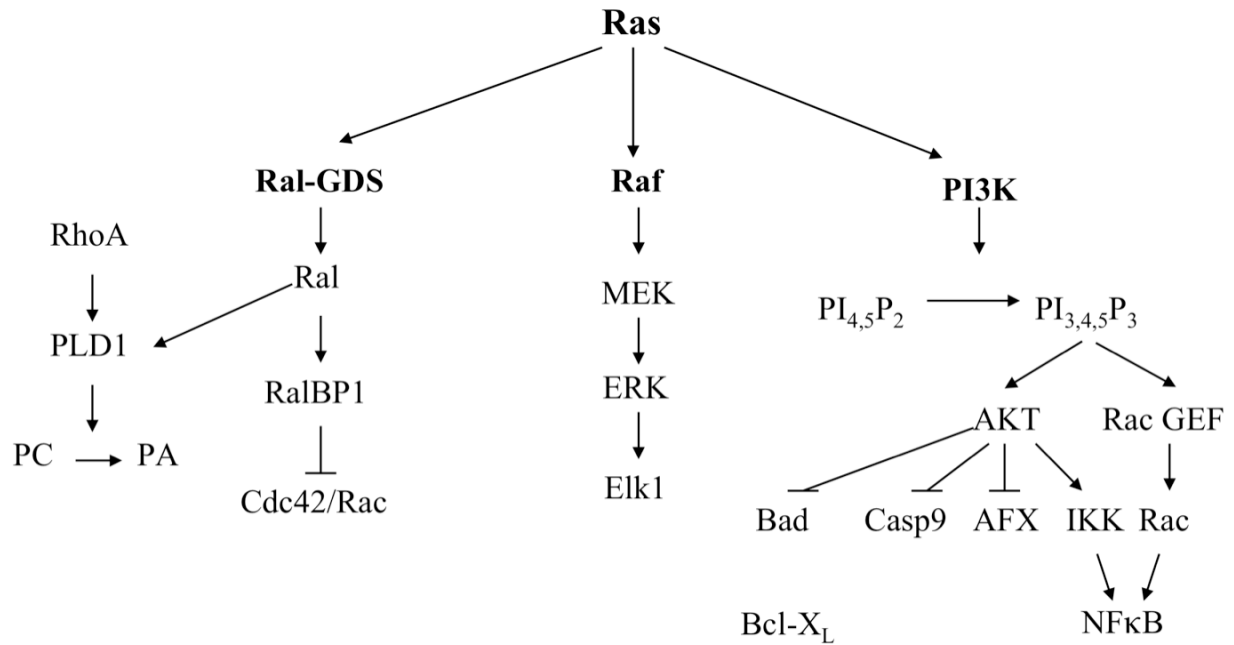 Ras
Ral-GDS
Raf
PI3K
RhoA
Ral
MEK
PI4,5P2
PI3,4,5P3
PLD1
RalBP1
ERK
AKT
Rac GEF
PC
PA
Cdc42/Rac
Elk1
Bad
Casp9
AFX
IKK
Rac
Bcl-XL
NFκB